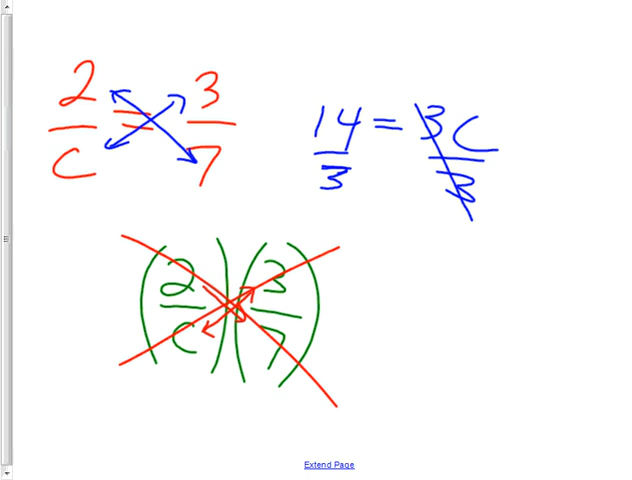 2/C = 3/7
14/3 = 3C/3
(2/C)(3/7)
Extend Page